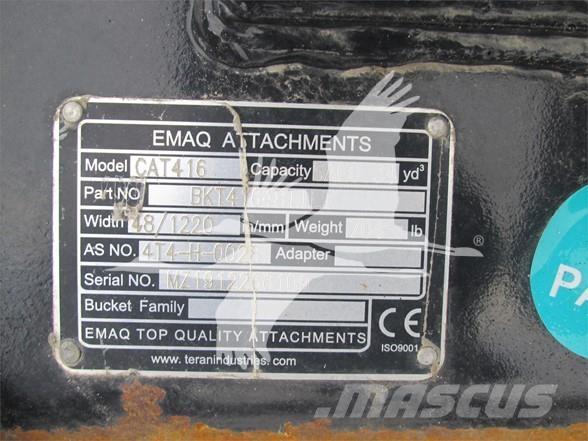 EMAQ ATTACHMENTS
Model CAT416 Capacity yd³
Part NO.
Width 48/1220 in/mm Weight lb
AS NO. Adapter
Serial NO.
Bucket Family
EMAQ TOP QUALITY ATTACHMENTS
CE
ISO9001
www.teranindustries.com
®
MASCUS